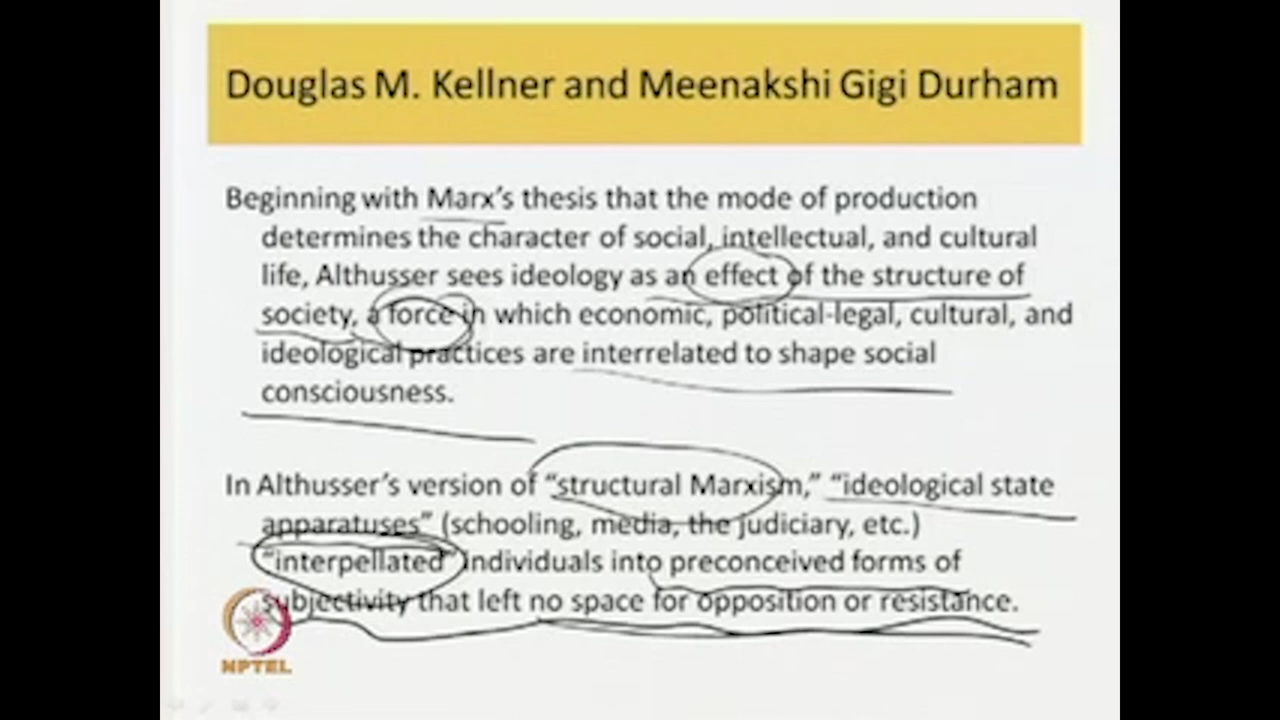 Douglas M. Kellner and Meenakshi Gigi Durham
Beginning with Marx's thesis that the mode of production
determines the character of social, intellectual, and cultural
life, Althusser sees ideology as an effect of the structure of
society, a force in which economic, political-legal, cultural, and
ideological practices are interrelated to shape social
consciousness.
In Althusser's version of “structural Marxism,” “ideological state
apparatuses” (schooling, media, the judiciary, etc.)
“interpellated” individuals into preconceived forms of
subjectivity that left no space for opposition or resistance.
NPTEL